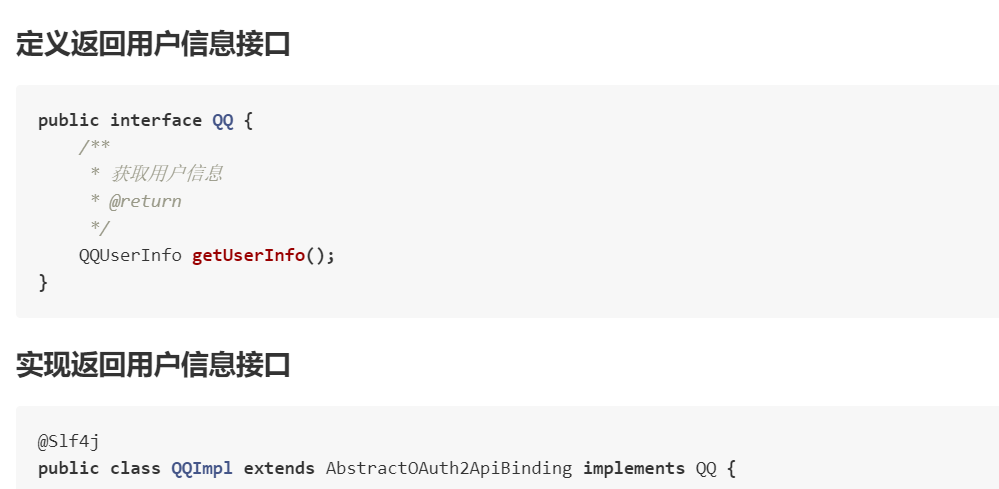 定义返回用户信息接口
public interface QQ {
    /**
     * 获取用户信息
     * @return
     */
    QQUserInfo getUserInfo();
}
实现返回用户信息接口
@Slf4j
public class QQImpl extends AbstractOAuth2ApiBinding implements QQ {